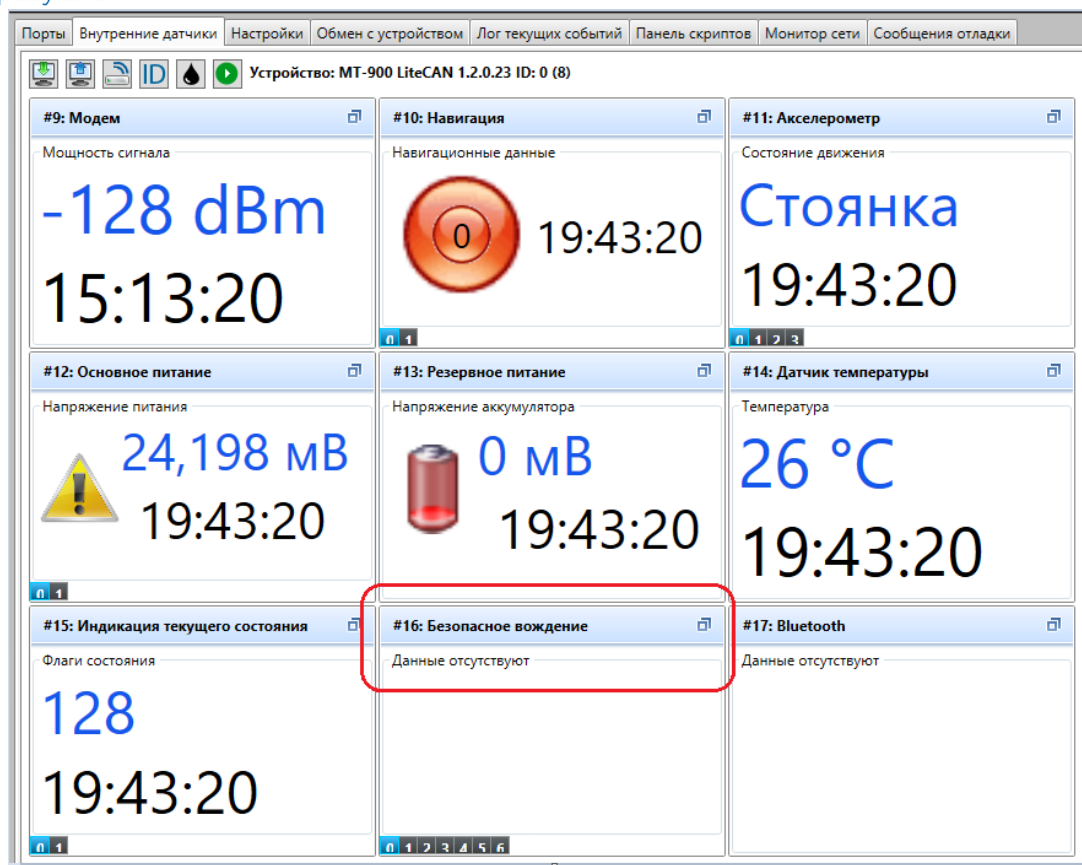 Порты Внутренние датчики Настройки Обмен с устройством Лог текущих событий Панель скриптов Монитор сети Сообщения отладки
ID Устройство: MT-900 LiteCAN 1.2.0.23 ID: 0 (8)
#9: Модем #10: Навигация #11: Акселерометр
Мощность сигнала Навигационные данные Состояние движения
-128 dBm 0 19:43:20 Стоянка
15:13:20 19:43:20
0 1 0 1 2 3
#12: Основное питание #13: Резервное питание #14: Датчик температуры
Напряжение питания Напряжение аккумулятора Температура
24,198 мВ 0 мВ 26 °C
19:43:20 19:43:20 19:43:20
0 1
#15: Индикация текущего состояния #16: Безопасное вождение #17: Bluetooth
Флаги состояния Данные отсутствуют Данные отсутствуют
128
19:43:20
0 1 0 1 2 3 4 5 6